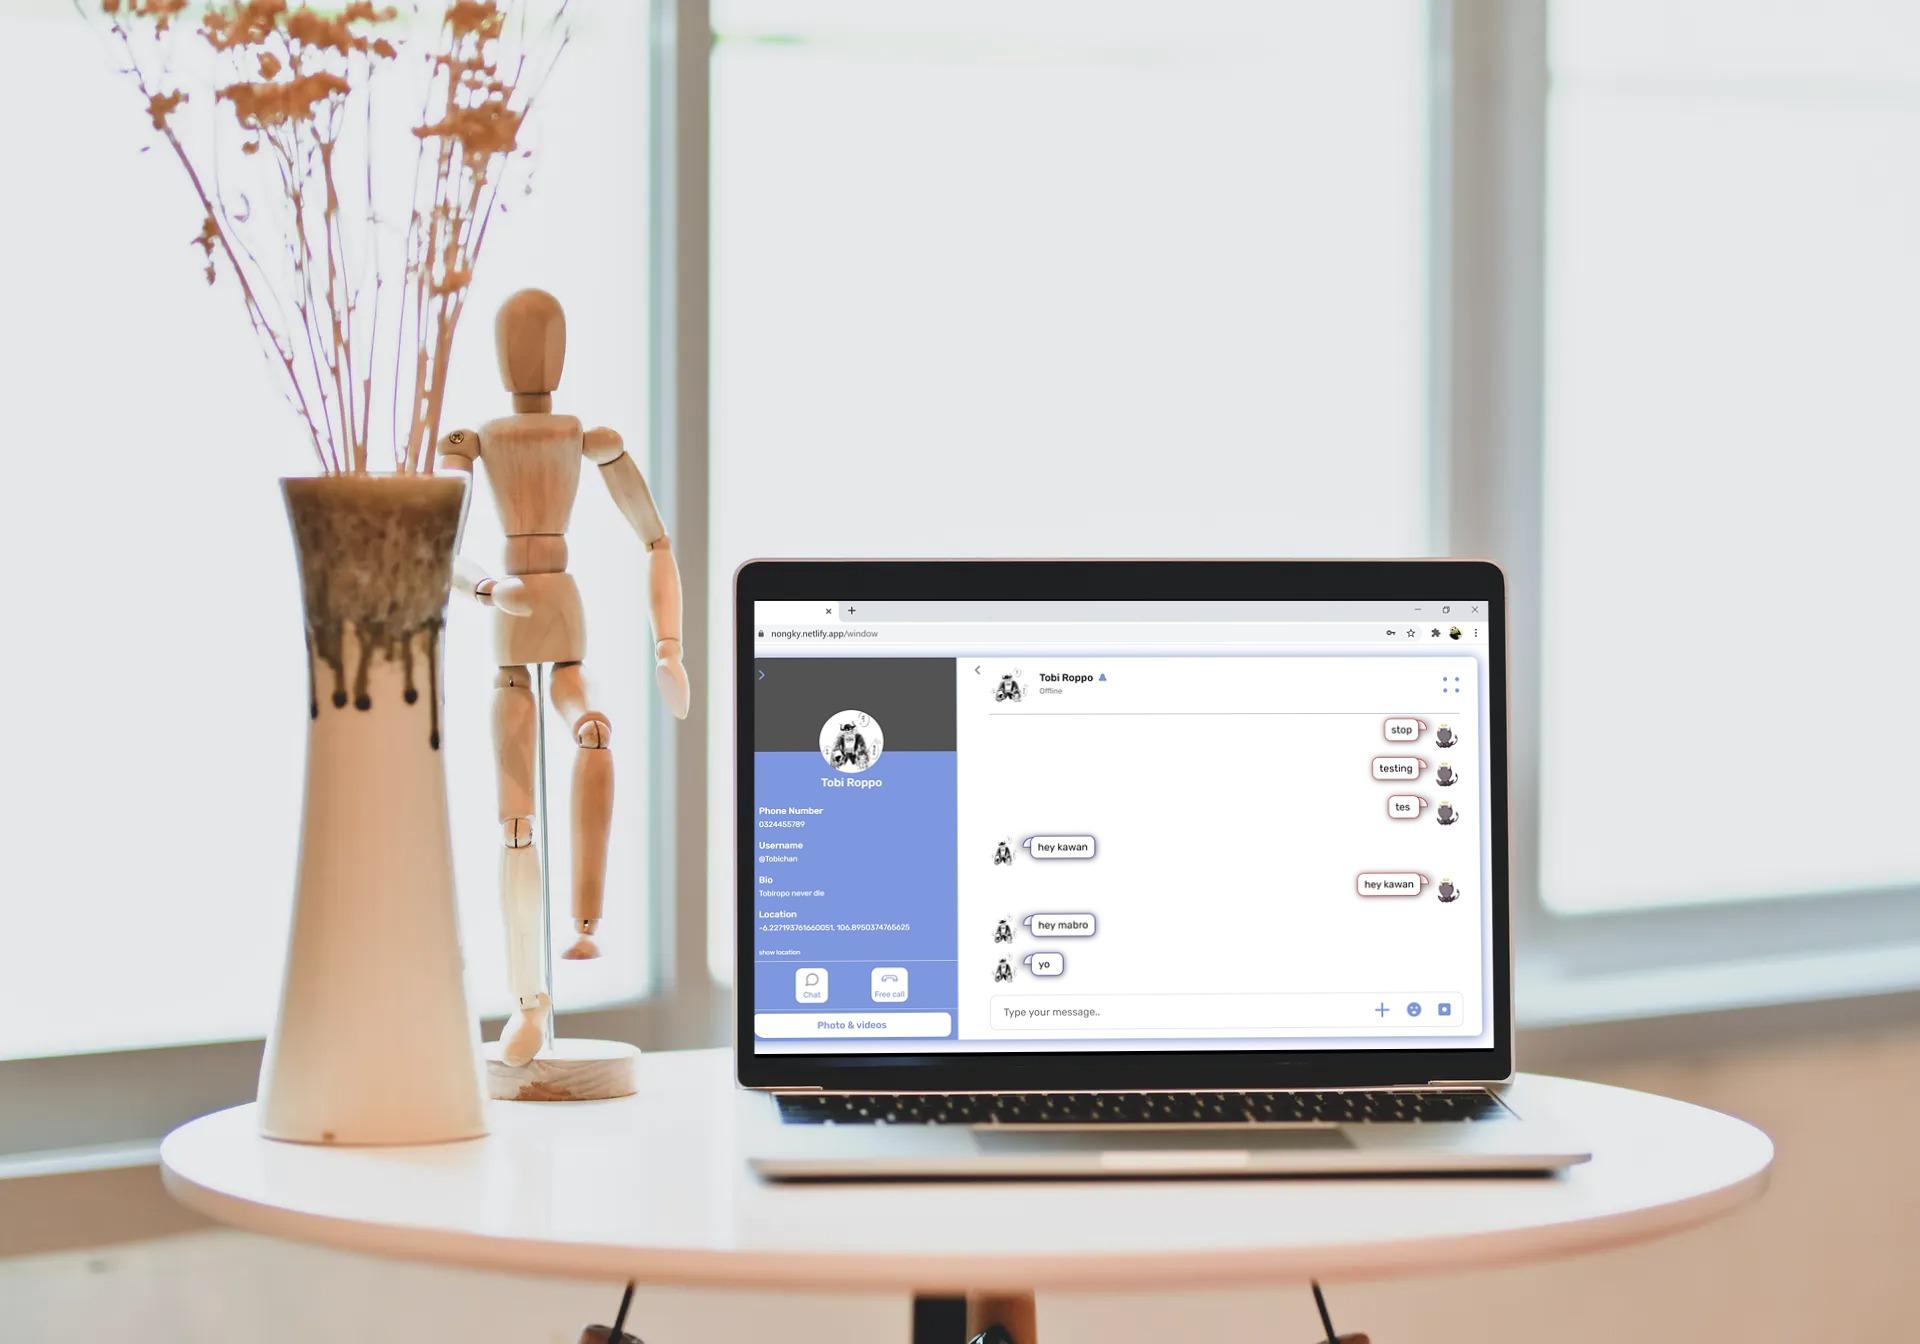 nongky.netlify.app/window
Tobi Roppo
Phone Number
0324455789
Username
@Tobichan
Bio
Tobiropo never die
Location
-6.227193761660051, 106.8950374765625
show location
Chat
Free call
Photo & videos
Tobi Roppo
Offline
stop
testing
tes
hey kawan
hey kawan
hey mabro
yo
Type your message..